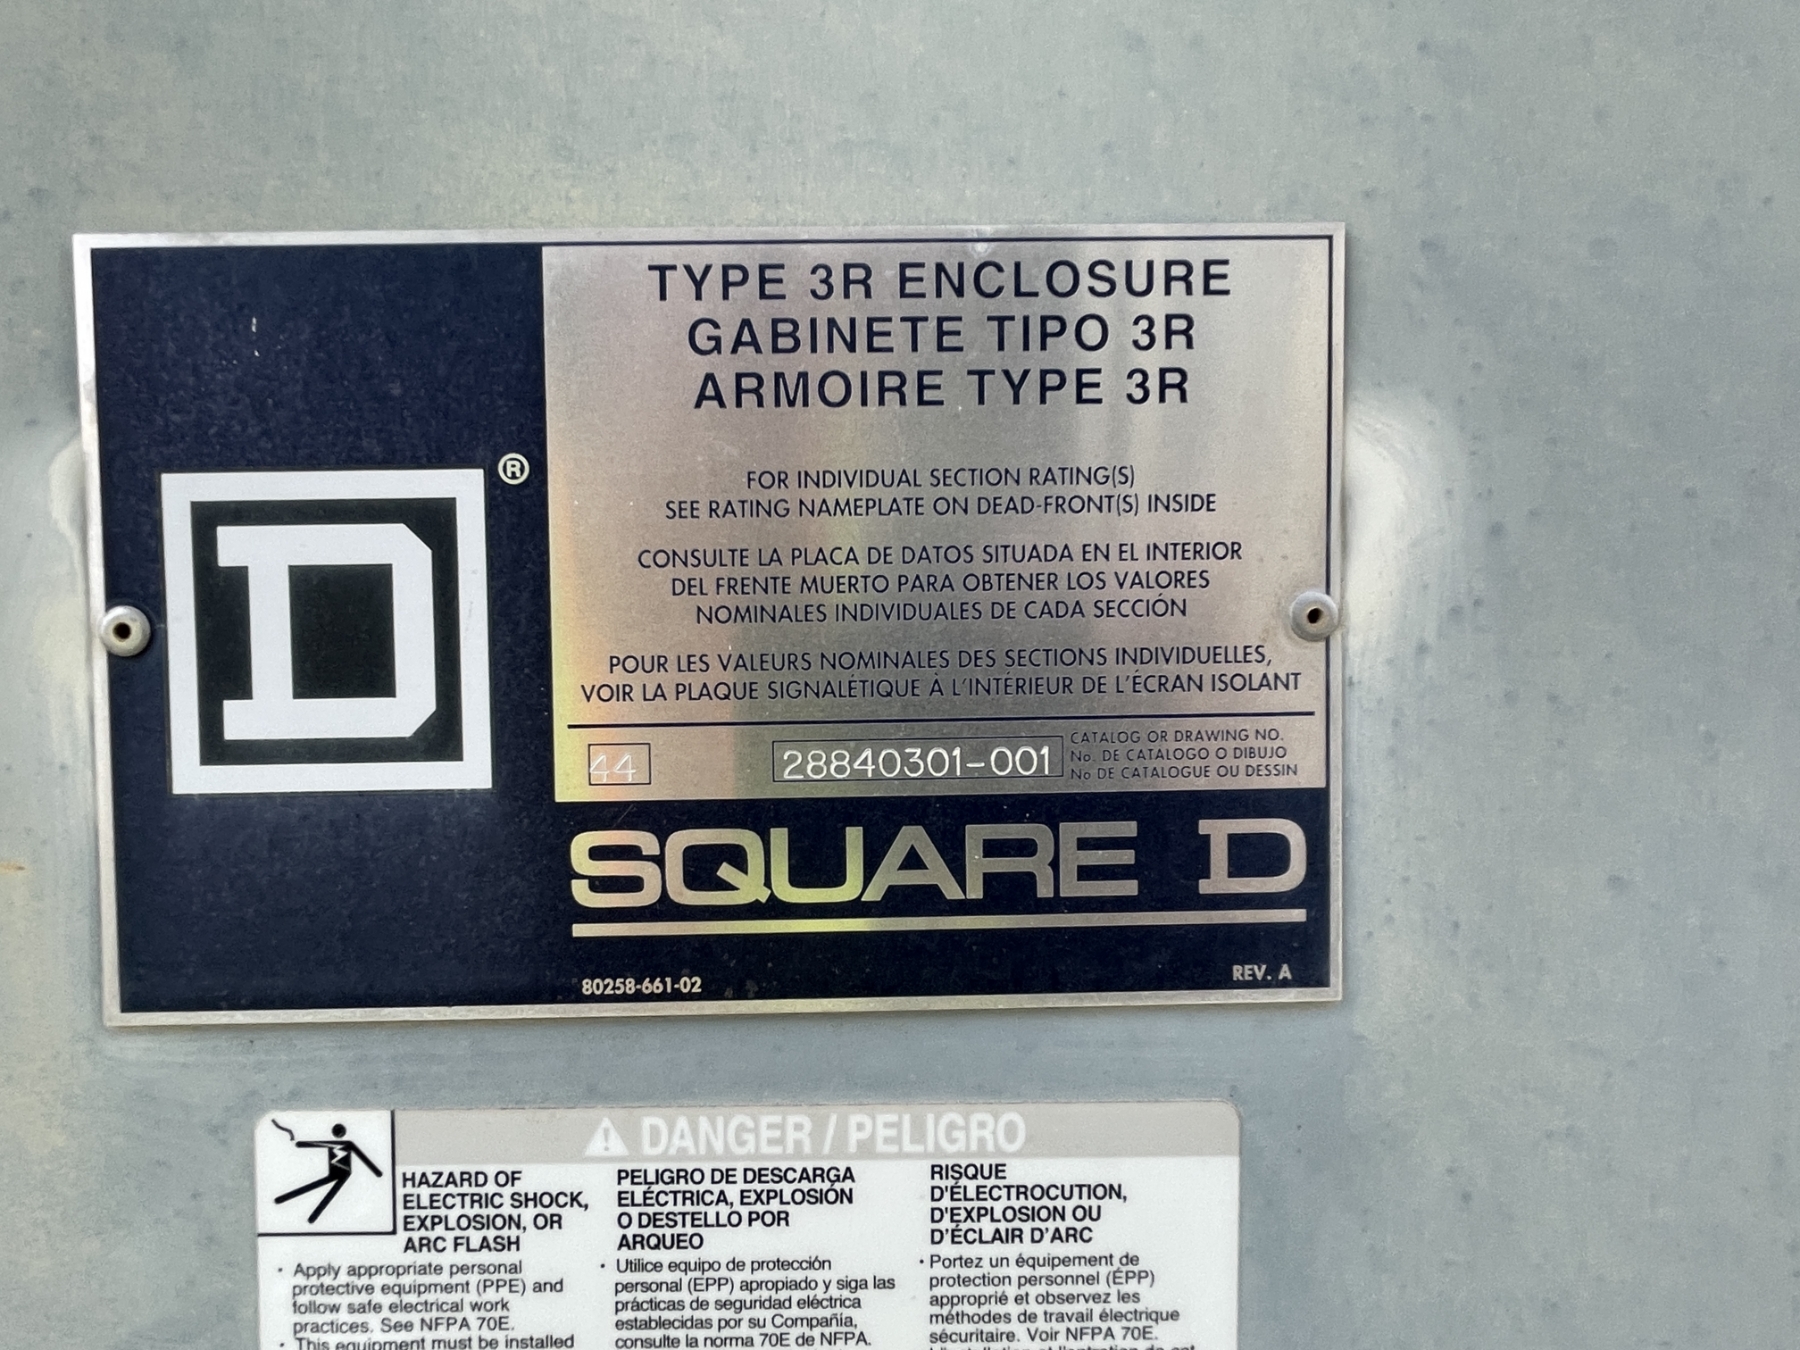 TYPE 3R ENCLOSURE
GABINETE TIPO 3R
ARMOIRE TYPE 3R
FOR INDIVIDUAL SECTION RATING(S)
SEE RATING NAMEPLATE ON DEAD-FRONT(S) INSIDE
CONSULTE LA PLACA DE DATOS SITUADA EN EL INTERIOR
DEL FRENTE MUERTO PARA OBTENER LOS VALORES
NOMINALES INDIVIDUALES DE CADA SECCIÓN
POUR LES VALEURS NOMINALES DES SECTIONS INDIVIDUELLES,
VOIR LA PLAQUE SIGNALÉTIQUE À L'INTÉRIEUR DE L'ÉCRAN ISOLANT
44
28840301-001
CATALOG OR DRAWING NO.
No. DE CATALOGO O DIBUJO
No DE CATALOGUE OU DESSIN
D ®
SQUARE D
80258-661-02
REV. A
DANGER / PELIGRO
HAZARD OF
ELECTRIC SHOCK,
EXPLOSION, OR
ARC FLASH
• Apply appropriate personal
protective equipment (PPE) and
follow safe electrical work
practices. See NFPA 70E.
• This equipment must be installed
PELIGRO DE DESCARGA
ELÉCTRICA, EXPLOSIÓN
O DESTELLO POR
ARQUEO
• Utilice equipo de protección
personal (EPP) apropiado y siga las
prácticas de seguridad eléctrica
establecidas por su Compañía,
consulte la norma 70E de NFPA.
RISQUE
D'ÉLECTROCUTION,
D'EXPLOSION OU
D'ÉCLAIR D'ARC
• Portez un équipement de
protection personnel (ÉPP)
approprié et observez les
méthodes de travail électrique
sécuritaire. Voir NFPA 70E.